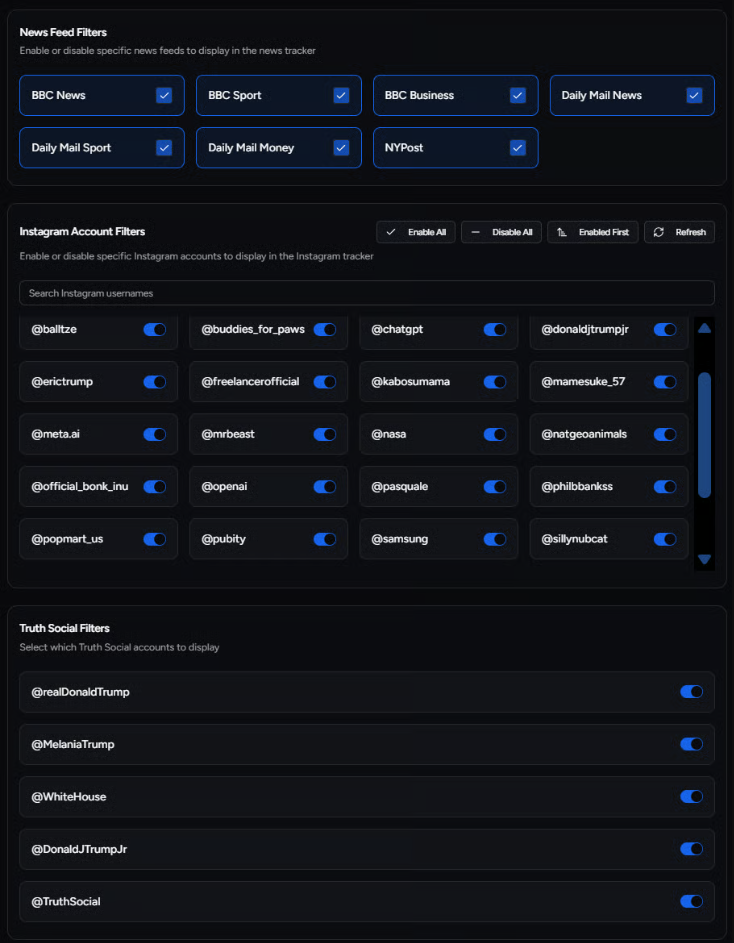 News Feed Filters
Enable or disable specific news feeds to display in the news tracker
BBC News
BBC Sport
BBC Business
Daily Mail News
Daily Mail Sport
Daily Mail Money
NYPost
Instagram Account Filters
Enable All
Disable All
Enabled First
Refresh
Enable or disable specific Instagram accounts to display in the Instagram tracker
Search Instagram usernames
@balltze
@buddies_for_paws
@chatgpt
@donaldjtrumpjr
@erictrump
@freelancerofficial
@kabosumama
@mamesuke_57
@meta.ai
@mrbeast
@nasa
@natgeoanimals
@official_bonk_inu
@openai
@pasquale
@philbbankss
@popmart_us
@pubity
@samsung
@sillynubcat
Truth Social Filters
Select which Truth Social accounts to display
@realDonaldTrump
@MelaniaTrump
@WhiteHouse
@DonaldJTrumpJr
@TruthSocial